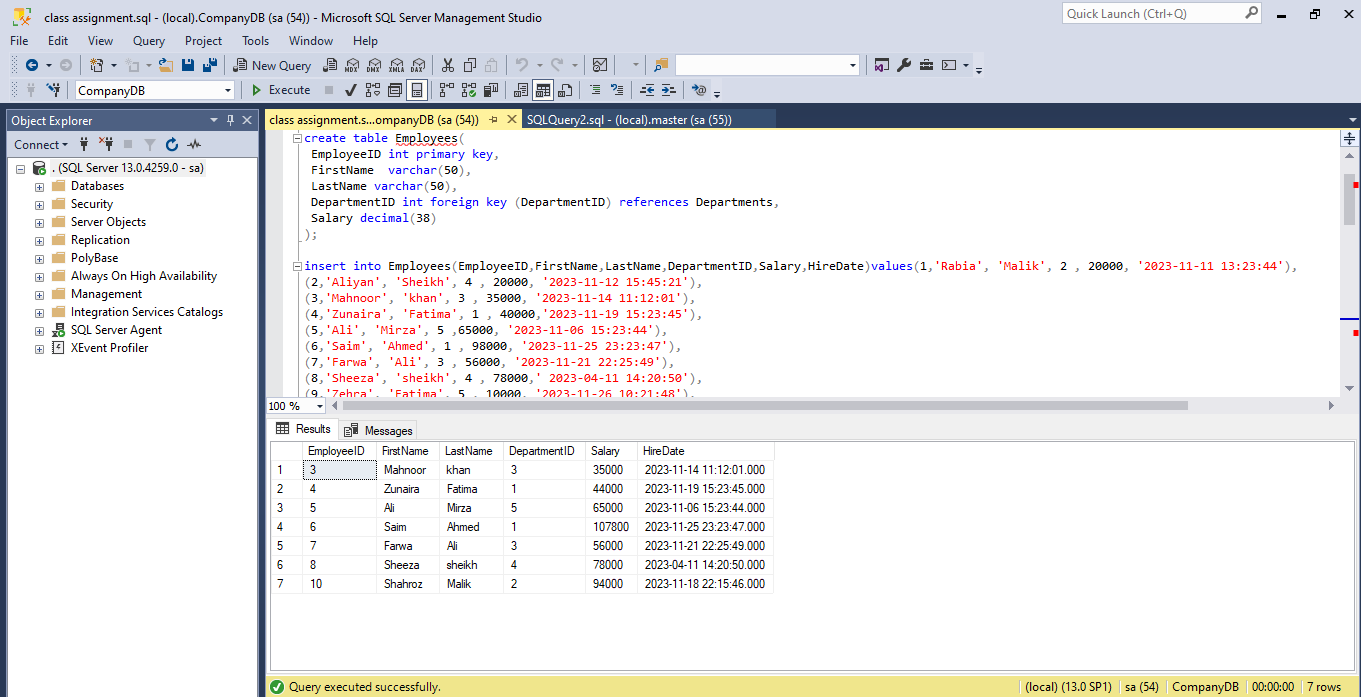 class assignment.sql - (local).CompanyDB (sa (54)) - Microsoft SQL Server Management Studio
Quick Launch (Ctrl+Q)
File Edit View Query Project Tools Window Help
New Query MDX DMX XMLA DAX
CompanyDB Execute
Object Explorer
Connect
. (SQL Server 13.0.4259.0 - sa)
Databases
Security
Server Objects
Replication
PolyBase
Always On High Availability
Management
Integration Services Catalogs
SQL Server Agent
XEvent Profiler
class assignment.s...ompanyDB (sa (54)) SQLQuery2.sql - (local).master (sa (55))
create table Employees(
EmployeeID int primary key,
FirstName  varchar(50),
LastName varchar(50),
DepartmentID int foreign key (DepartmentID) references Departments,
Salary decimal(38)
);
insert into Employees(EmployeeID,FirstName,LastName,DepartmentID,Salary,HireDate)values(1,'Rabia', 'Malik', 2 , 20000, '2023-11-11 13:23:44'),
(2,'Aliyan', 'Sheikh', 4 , 20000, '2023-11-12 15:45:21'),
(3,'Mahnoor', 'khan', 3 , 35000, '2023-11-14 11:12:01'),
(4,'Zunaira', 'Fatima', 1 , 40000,'2023-11-19 15:23:45'),
(5,'Ali', 'Mirza', 5 ,65000, '2023-11-06 15:23:44'),
(6,'Saim', 'Ahmed', 1 , 98000, '2023-11-25 23:23:47'),
(7,'Farwa', 'Ali', 3 , 56000, '2023-11-21 22:25:49'),
(8,'Sheeza', 'sheikh', 4 , 78000,' 2023-04-11 14:20:50'),
(9,'Zehra', 'Fatima', 5 , 10000, '2023-11-26 10:21:48'),
100 %
Results Messages
EmployeeID FirstName LastName DepartmentID Salary HireDate
1 3 Mahnoor khan 3 35000 2023-11-14 11:12:01.000
2 4 Zunaira Fatima 1 44000 2023-11-19 15:23:45.000
3 5 Ali Mirza 5 65000 2023-11-06 15:23:44.000
4 6 Saim Ahmed 1 107800 2023-11-25 23:23:47.000
5 7 Farwa Ali 3 56000 2023-11-21 22:25:49.000
6 8 Sheeza sheikh 4 78000 2023-04-11 14:20:50.000
7 10 Shahroz Malik 2 94000 2023-11-18 22:15:46.000
Query executed successfully. (local) (13.0 SP1) sa (54) CompanyDB 00:00:00 7 rows